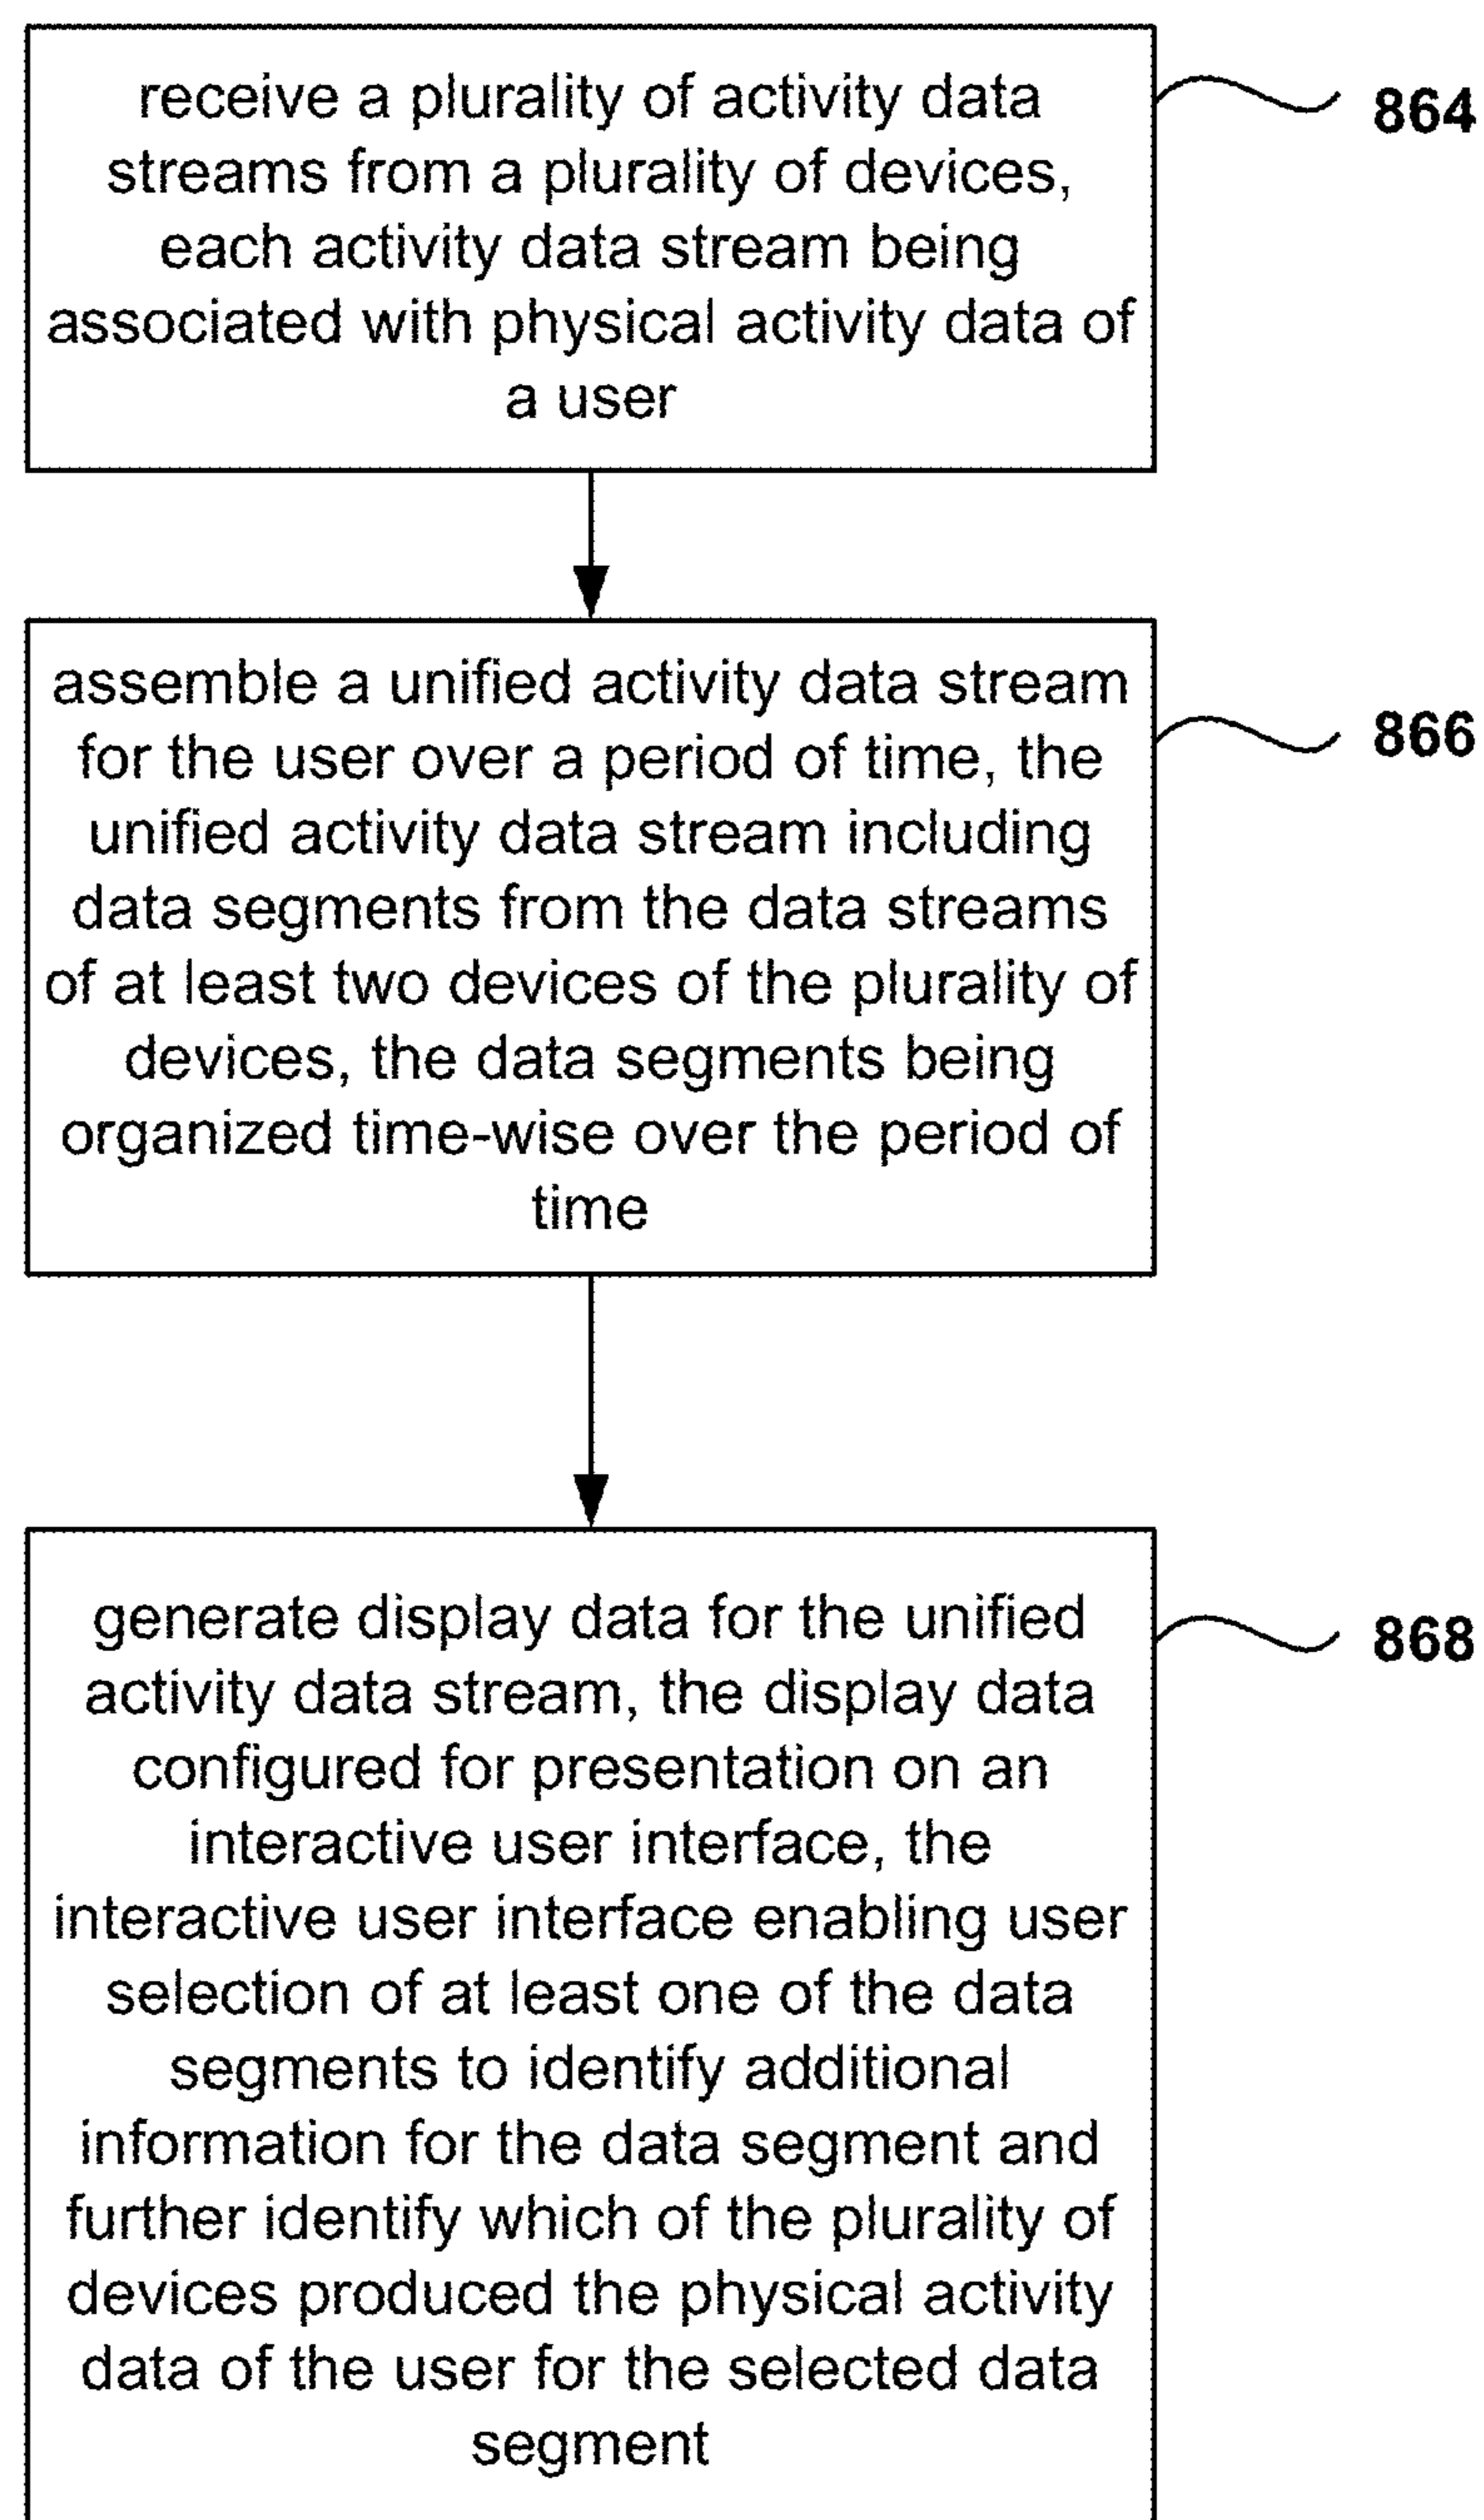 receive a plurality of activity data
streams from a plurality of devices,
each activity data stream being
associated with physical activity data of
a user
864
assemble a unified activity data stream
for the user over a period of time, the
unified activity data stream including
data segments from the data streams
of at least two devices of the plurality of
devices, the data segments being
organized time-wise over the period of
time
866
generate display data for the unified
activity data stream, the display data
configured for presentation on an
interactive user interface, the
interactive user interface enabling user
selection of at least one of the data
segments to identify additional
information for the data segment and
further identify which of the plurality of
devices produced the physical activity
data of the user for the selected data
segment
868